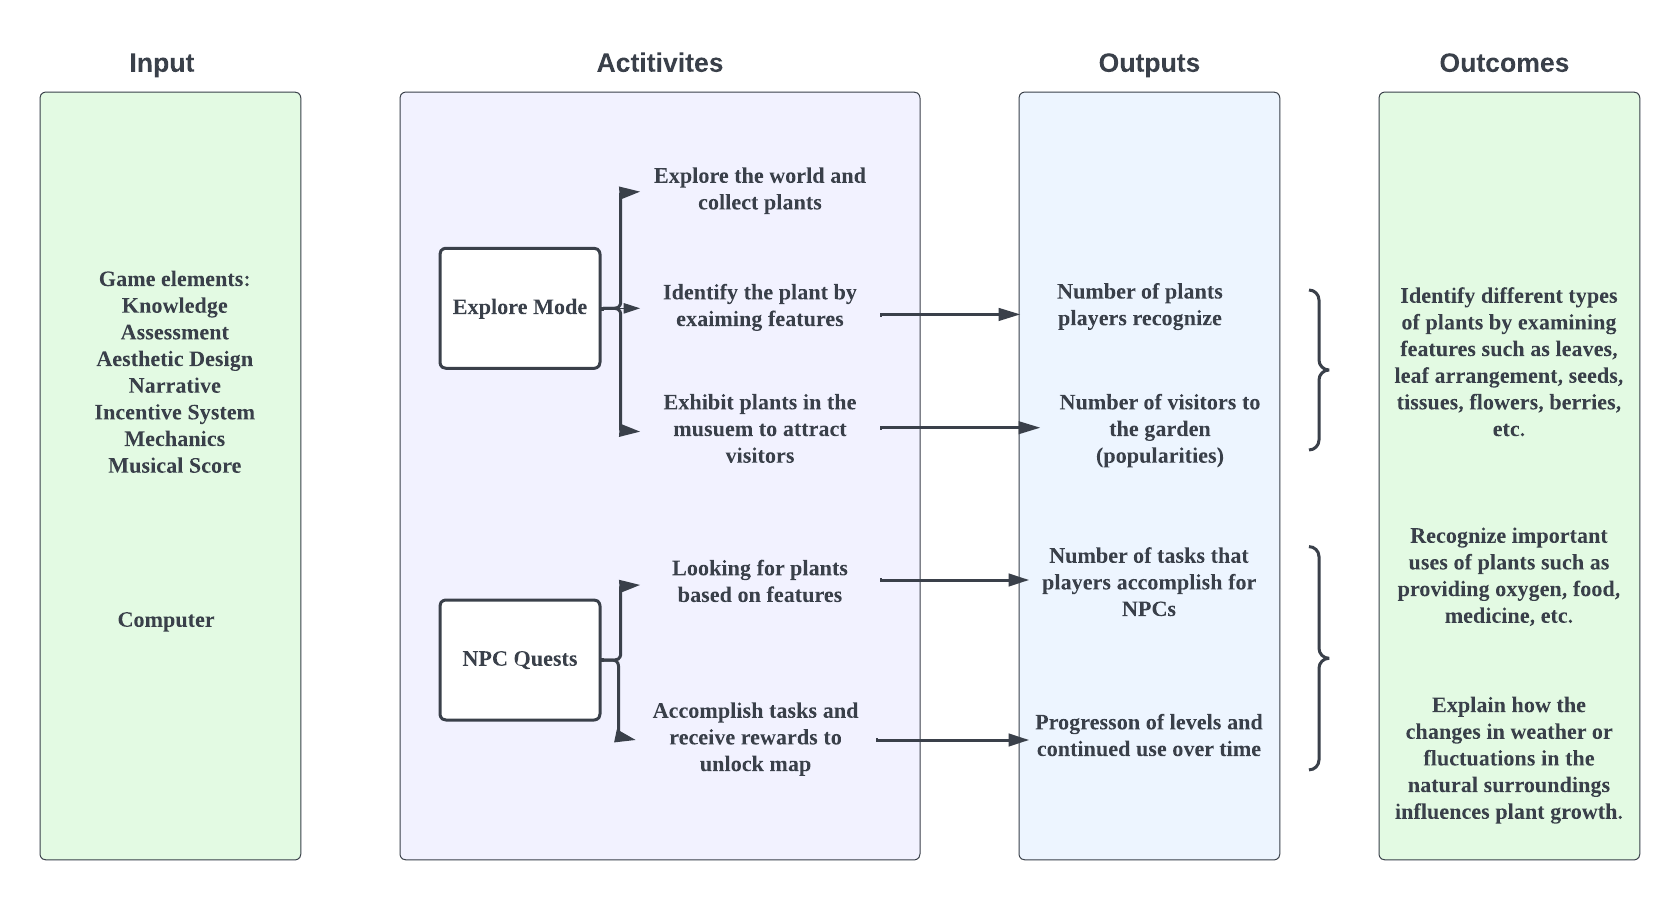 Input
Actitivites
Outputs
Outcomes
Game elements:
Knowledge
Assessment
Aesthetic Design
Narrative
Incentive System
Mechanics
Musical Score
Computer
Explore Mode
Explore the world and
collect plants
Identify the plant by
exaiming features
Exhibit plants in the
musuem to attract
visitors
NPC Quests
Looking for plants
based on features
Accomplish tasks and
receive rewards to
unlock map
Number of plants
players recognize
Number of visitors to
the garden
(popularities)
Number of tasks that
players accomplish for
NPCs
Progresson of levels and
continued use over time
Identify different types
of plants by examining
features such as leaves,
leaf arrangement, seeds,
tissues, flowers, berries,
etc.
Recognize important
uses of plants such as
providing oxygen, food,
medicine, etc.
Explain how the
changes in weather or
fluctuations in the
natural surroundings
influences plant growth.